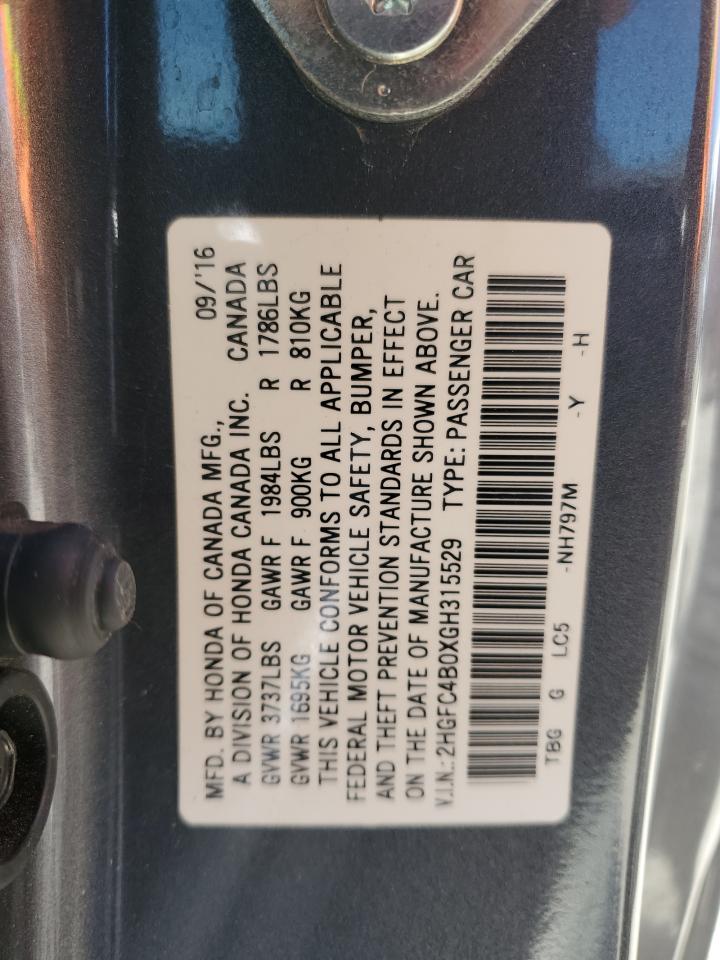 MFD. BY HONDA OF CANADA MFG., 09/'16
A DIVISION OF HONDA CANADA INC. CANADA
GVWR 3737LBS GAWR F 1984LBS R 1786LBS
GVWR 1695KG GAWR F 900KG R 810KG
THIS VEHICLE CONFORMS TO ALL APPLICABLE
FEDERAL MOTOR VEHICLE SAFETY, BUMPER,
AND THEFT PREVENTION STANDARDS IN EFFECT
ON THE DATE OF MANUFACTURE SHOWN ABOVE.
V.I.N.: 2HGFC4B0XGH315529 TYPE: PASSENGER CAR
TBG G LC5 -NH797M -Y -H